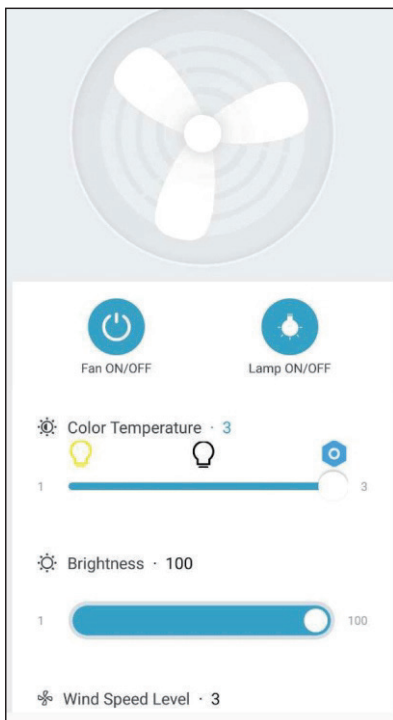 Fan ON/OFF Lamp ON/OFF
Color Temperature · 3
1 3
Brightness · 100
1 100
Wind Speed Level · 3